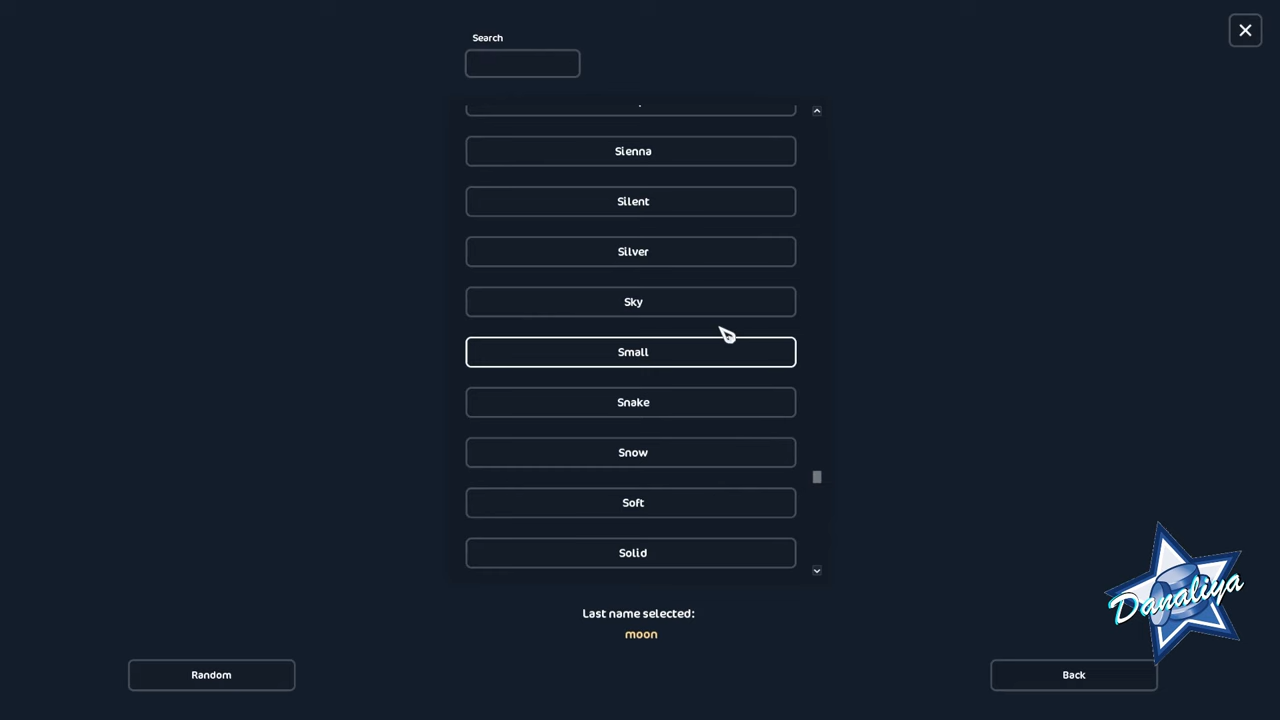 Search
Sienna
Silent
Silver
Sky
Small
Snake
Snow
Soft
Solid
Last name selected:
moon
Random
Back
Danaliya